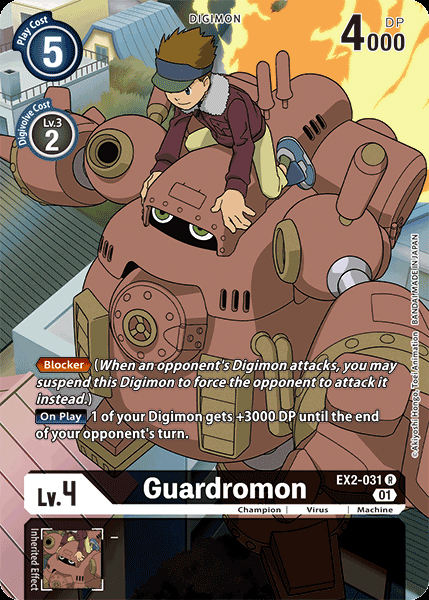 DIGIMON
Play Cost
5
DP
4000
Digivolve Cost
Lv.3
2
Blocker (When an opponent's Digimon attacks, you may
suspend this Digimon to force the opponent to attack it
instead.)
On Play 1 of your Digimon gets +3000 DP until the end
of your opponent's turn.
©Akiyoshi Hongo, Toei Animation BANDAI MADE IN JAPAN
Lv.4
Guardromon
EX2-031 R
01
Champion Virus Machine
Inherited Effect
-